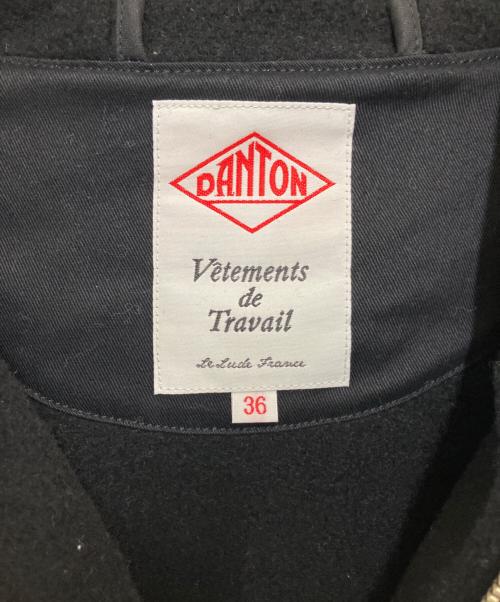 DANTON
Vêtements
de
Travail
Le Lude France
36